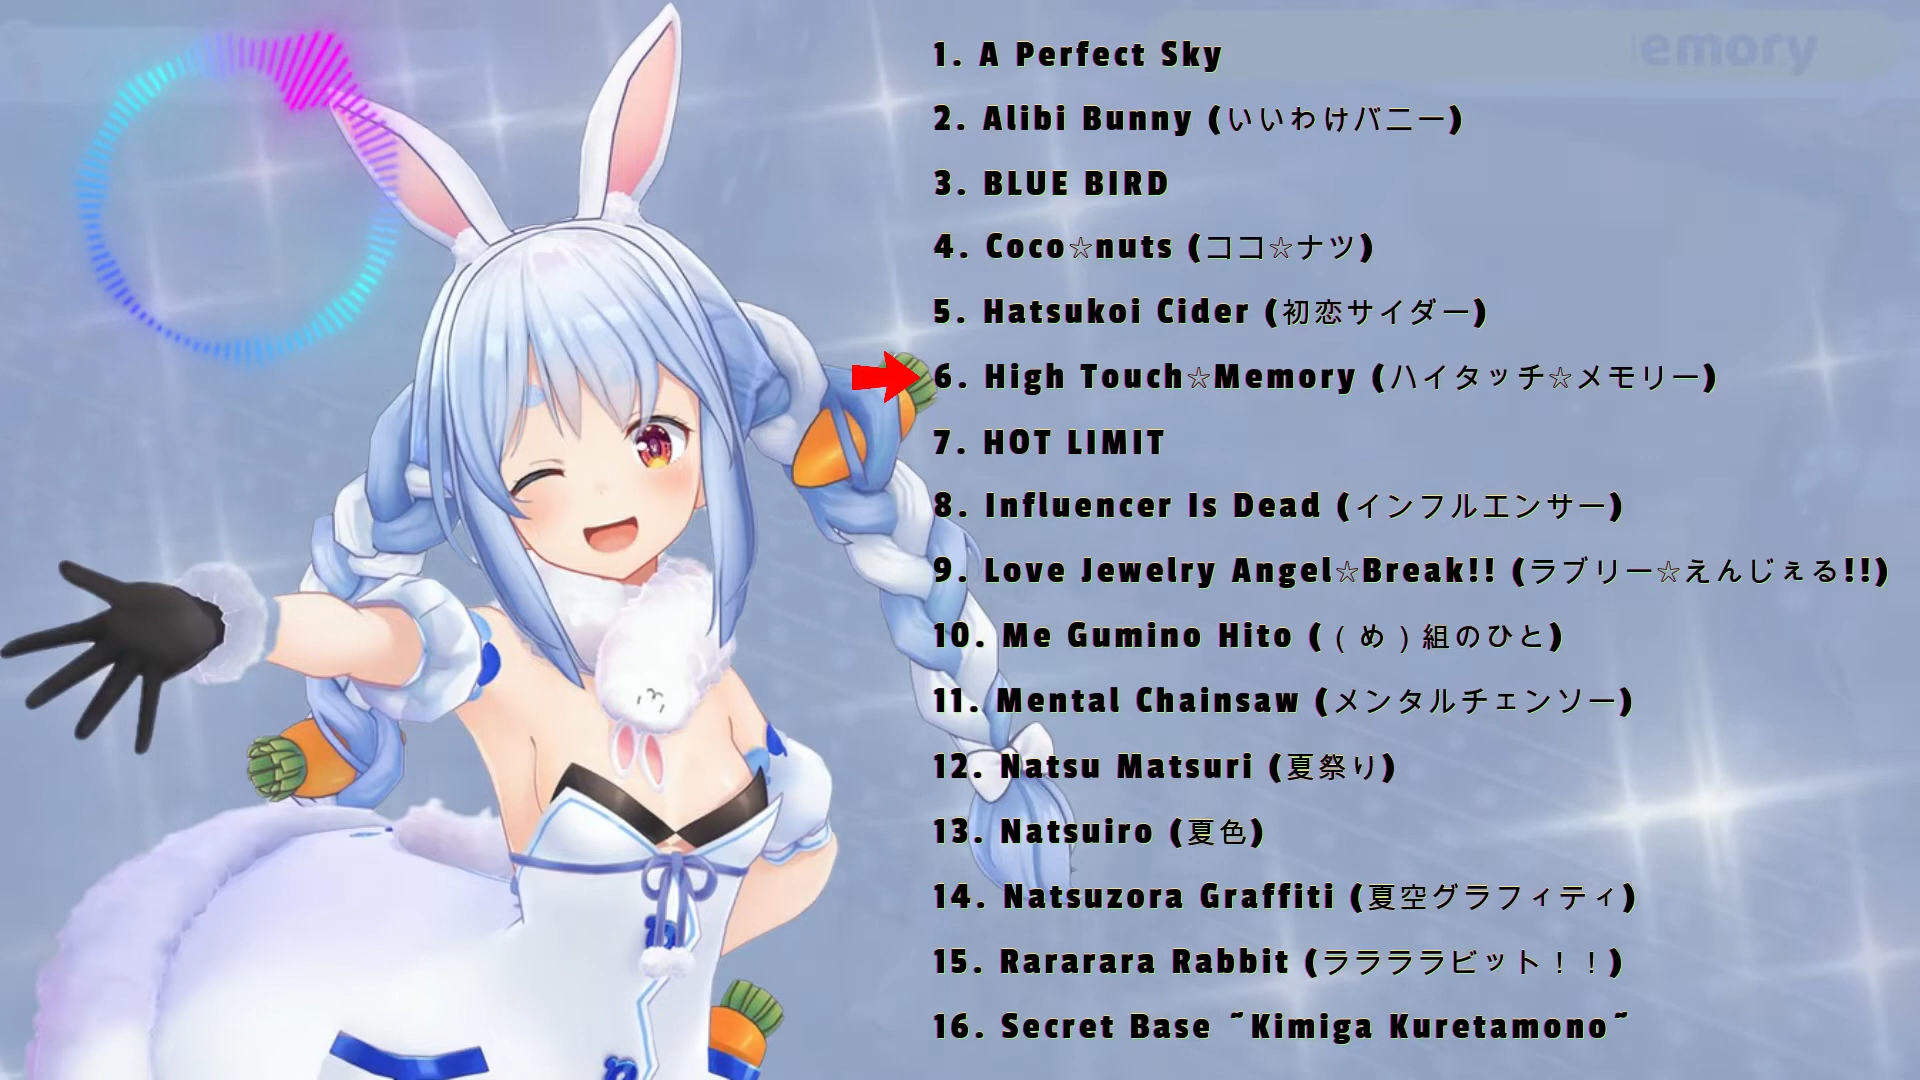 emory
1. A Perfect Sky
2. Alibi Bunny (いいわけバニー)
3. BLUE BIRD
4. Coco☆nuts (ココ☆ナツ)
5. Hatsukoi Cider (初恋サイダー)
6. High Touch☆Memory (ハイタッチ☆メモリー)
7. HOT LIMIT
8. Influencer Is Dead (インフルエンサー)
9. Love Jewelry Angel☆Break!! (ラブリー☆えんじぇる!!)
10. Me Gumino Hito (（め）組のひと)
11. Mental Chainsaw (メンタルチェンソー)
12. Natsu Matsuri (夏祭り)
13. Natsuiro (夏色)
14. Natsuzora Graffiti (夏空グラフィティ)
15. Rararara Rabbit (ララララビット！！)
16. Secret Base ~Kimiga Kuretamono~